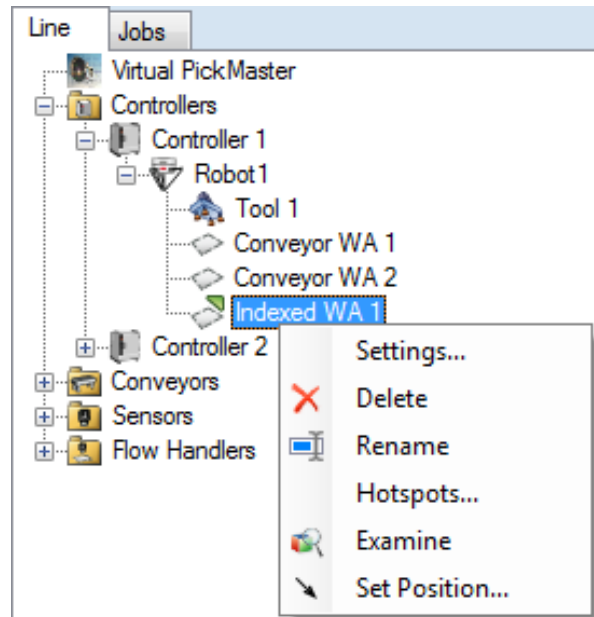 Line Jobs
Virtual PickMaster
Controllers
Controller 1
Robot1
Tool 1
Conveyor WA 1
Conveyor WA 2
Indexed WA 1
Controller 2
Conveyors
Sensors
Flow Handlers
Settings...
Delete
Rename
Hotspots...
Examine
Set Position...